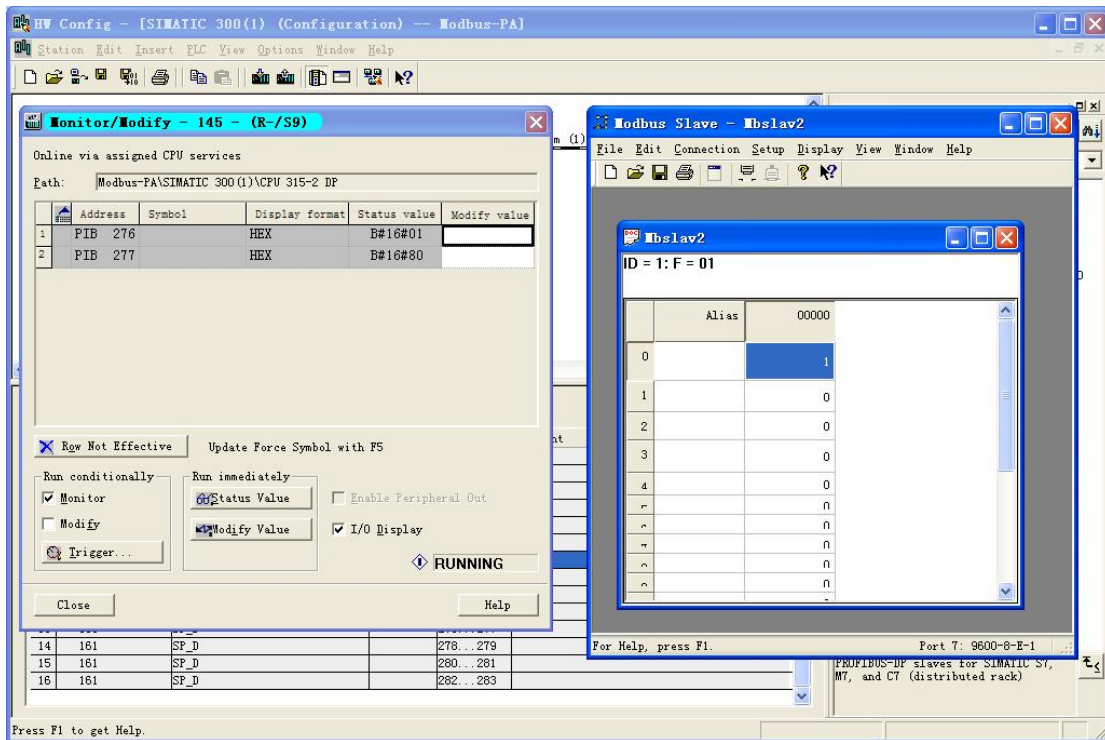 HW Config - [SIMATIC 300(1) (Configuration) -- Modbus-PA]
Station Edit Insert PLC View Options Window Help
Monitor/Modify - 145 - (R-/S9)
Online via assigned CPU services
Path: Modbus-PA\SIMATIC 300(1)\CPU 315-2 DP
Address Symbol Display format Status value Modify value
1 PIB 276 HEX B#16#01
2 PIB 277 HEX B#16#80
Row Not Effective Update Force Symbol with F5
Run conditionally Run immediately
Monitor Status Value Enable Peripheral Out
Modify Modify Value I/O Display
Trigger...
RUNNING
Close Help
14 161 SP_D 278...279
15 161 SP_D 280...281
16 161 SP_D 282...283
Press F1 to get Help.
Modbus Slave - Mbslav2
File Edit Connection Setup Display View Window Help
Mbslav2
ID = 1: F = 01
Alias 00000
0 1
1 0
2 0
3 0
4 0
0
0
0
0
0
For Help, press F1. Port 7: 9600-8-E-1
PROFIBUS-DP slaves for SIMATIC S7,
M7, and C7 (distributed rack)